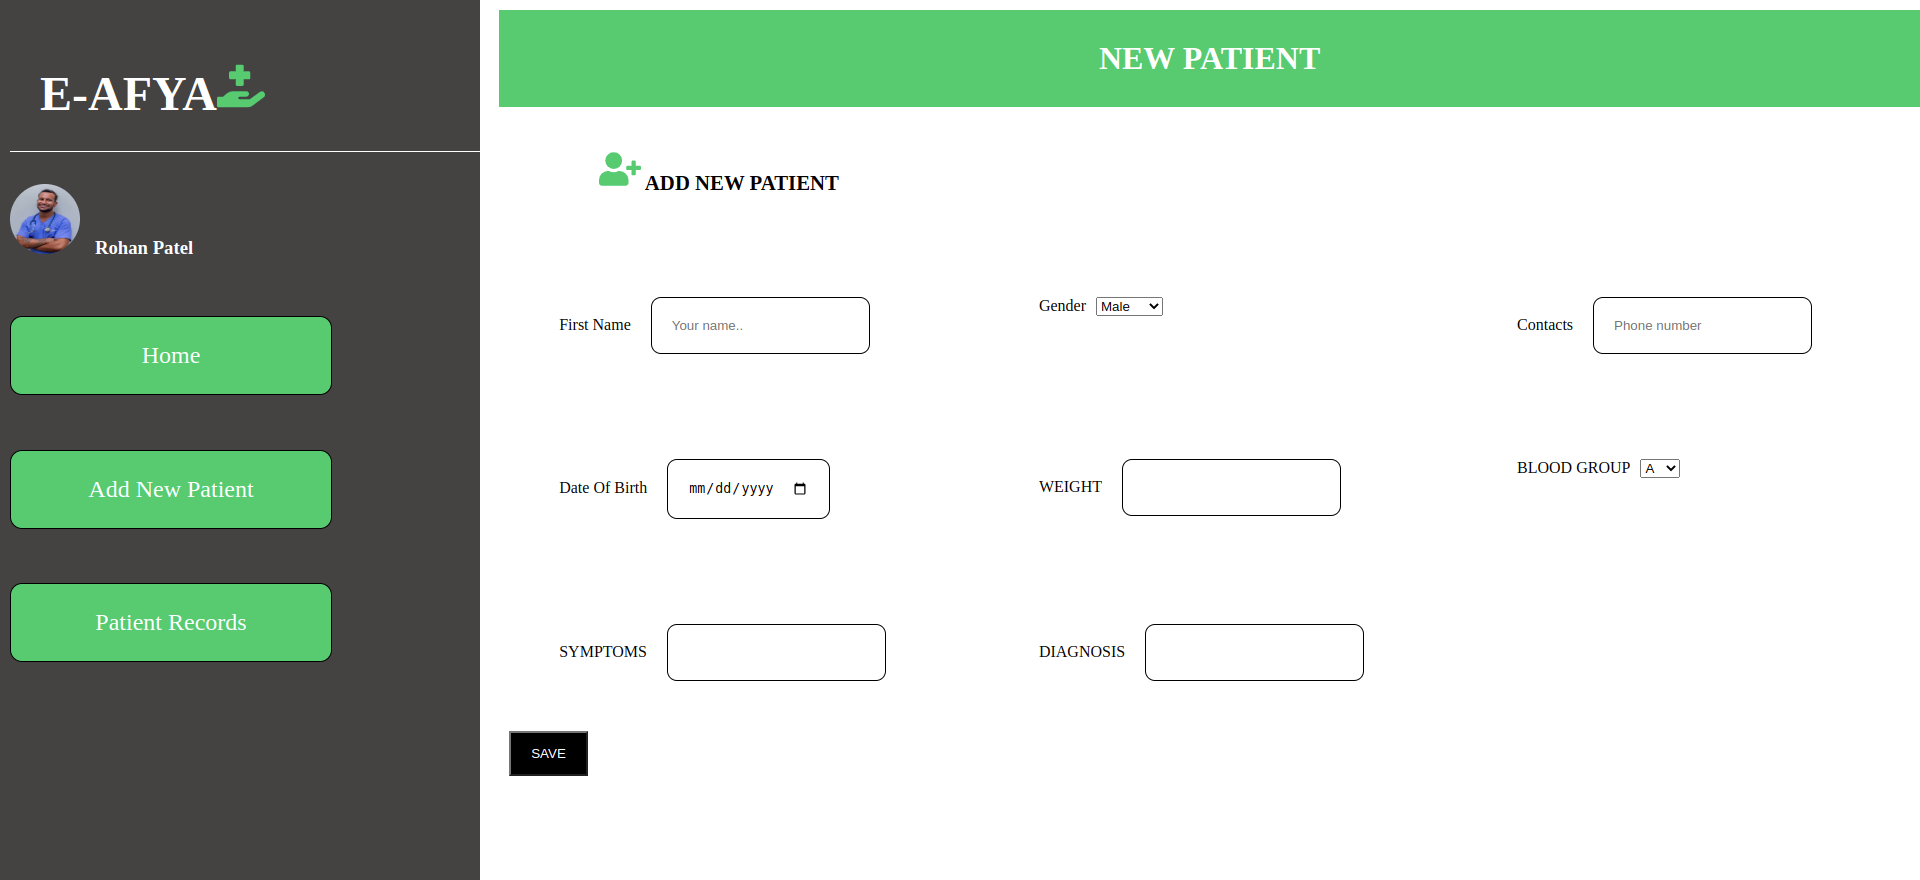 E-AFYA
Rohan Patel
Home
Add New Patient
Patient Records
NEW PATIENT
ADD NEW PATIENT
First Name Your name..
Gender Male
Contacts Phone number
Date Of Birth mm/dd/yyyy
WEIGHT
BLOOD GROUP A
SYMPTOMS
DIAGNOSIS
SAVE